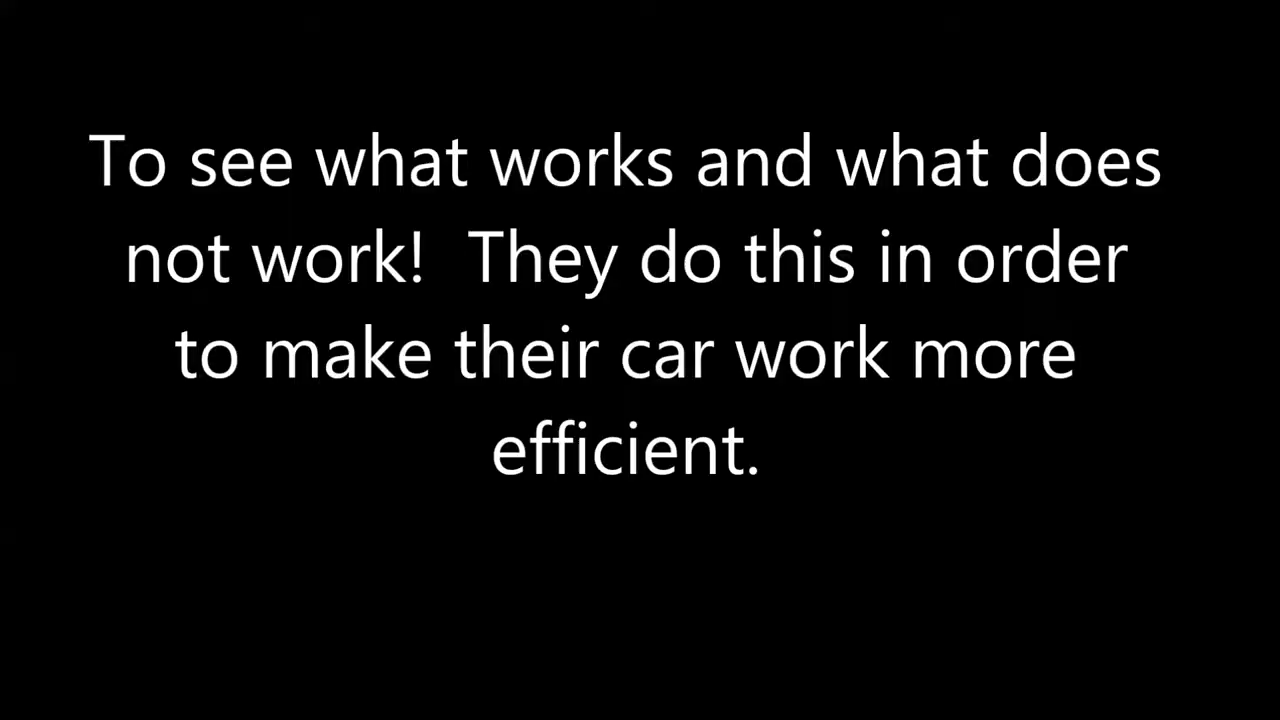 To see what works and what does
not work!  They do this in order
to make their car work more
efficient.